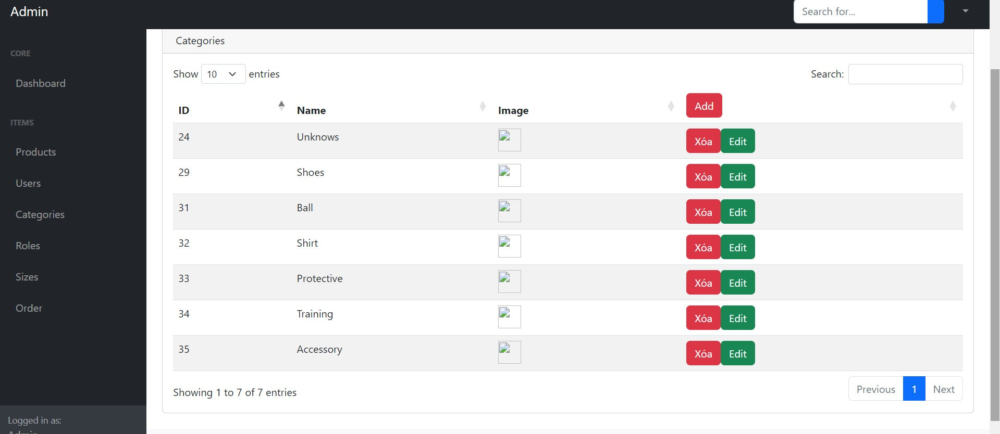 Admin
Search for...
CORE
Dashboard
ITEMS
Products
Users
Categories
Roles
Sizes
Order
Logged in as:
Admin
Categories
Show 10 entries
Search:
ID Name Image Add
24 Unknows Xóa Edit
29 Shoes Xóa Edit
31 Ball Xóa Edit
32 Shirt Xóa Edit
33 Protective Xóa Edit
34 Training Xóa Edit
35 Accessory Xóa Edit
Showing 1 to 7 of 7 entries
Previous 1 Next